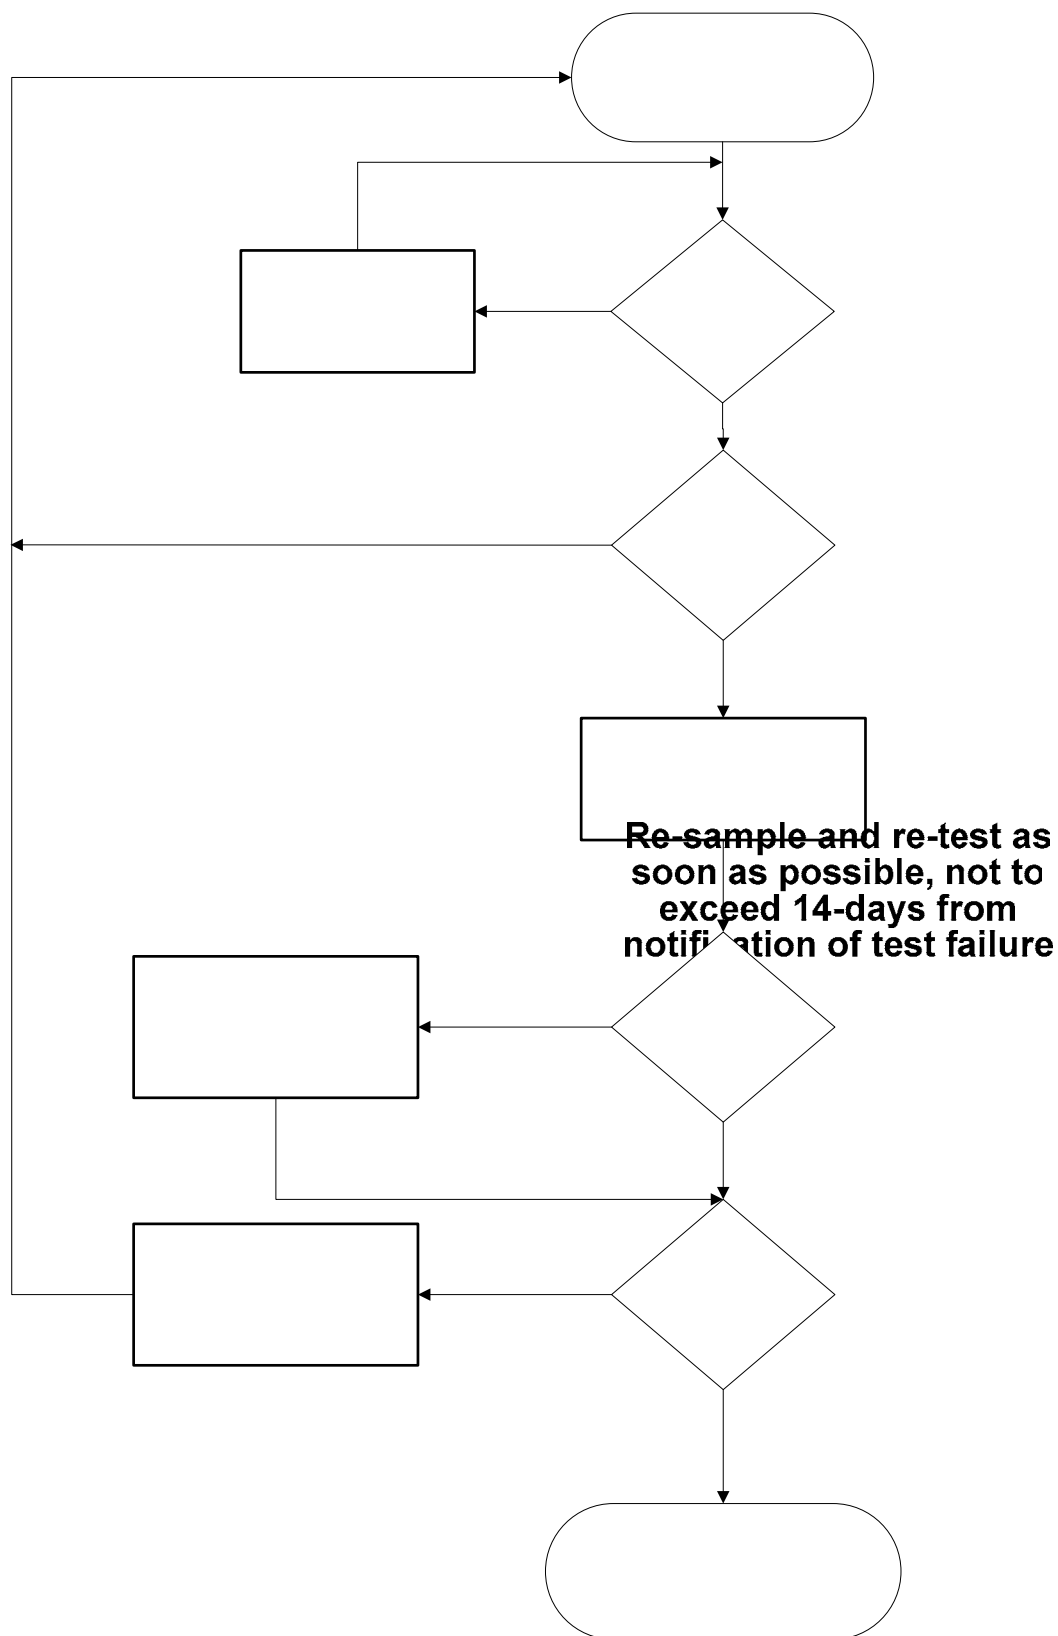 Re-sample and re-test as
soon as possible, not to
exceed 14-days from
notification of test failure